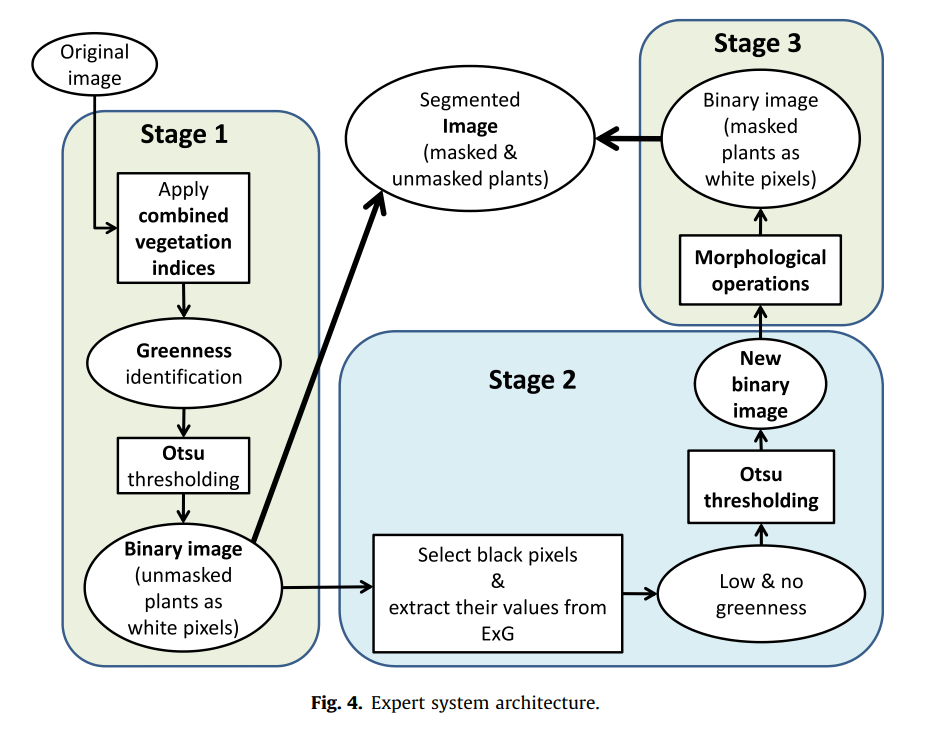 Original
image
Stage 1
Apply
combined
vegetation
indices
Greenness
identification
Otsu
thresholding
Binary image
(unmasked
plants as
white pixels)
Segmented
Image
(masked &
unmasked plants)
Stage 2
Select black pixels
&
extract their values from
ExG
Low & no
greenness
Otsu
thresholding
New
binary
image
Stage 3
Morphological
operations
Binary image
(masked
plants as
white pixels)
Fig. 4. Expert system architecture.